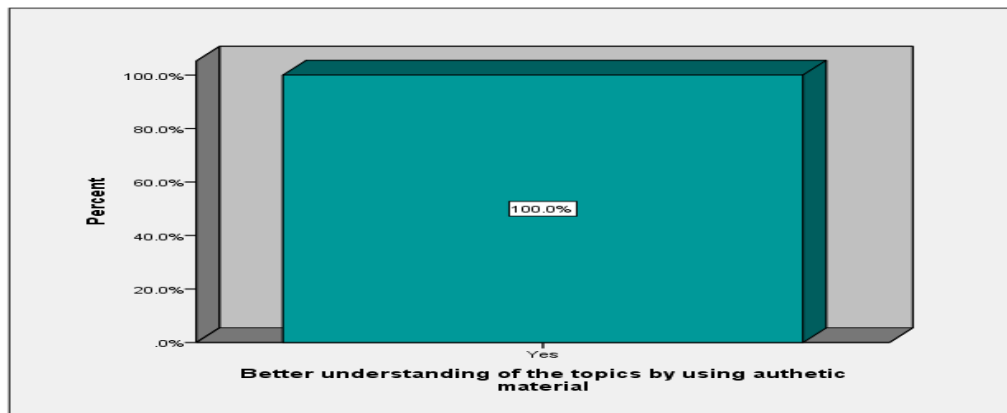 100.0%
80.0%
60.0%
40.0%
20.0%
.0%
Percent
100.0%
Yes
Better understanding of the topics by using authetic
material